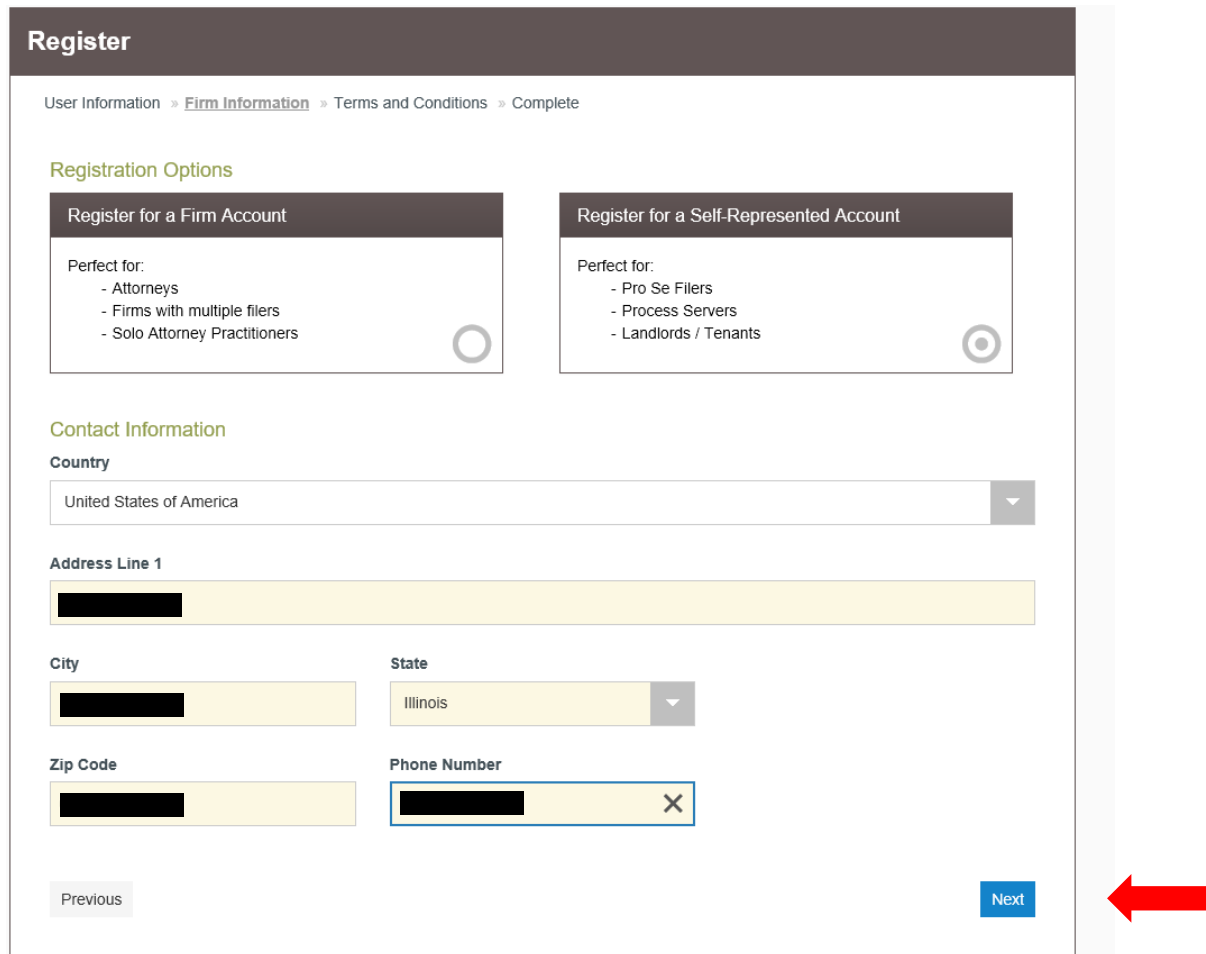 Register
User Information » Firm Information » Terms and Conditions » Complete
Registration Options
Register for a Firm Account
Perfect for:
- Attorneys
- Firms with multiple filers
- Solo Attorney Practitioners
Register for a Self-Represented Account
Perfect for:
- Pro Se Filers
- Process Servers
- Landlords / Tenants
Contact Information
Country
United States of America
Address Line 1
City
State
Illinois
Zip Code
Phone Number
Previous
Next